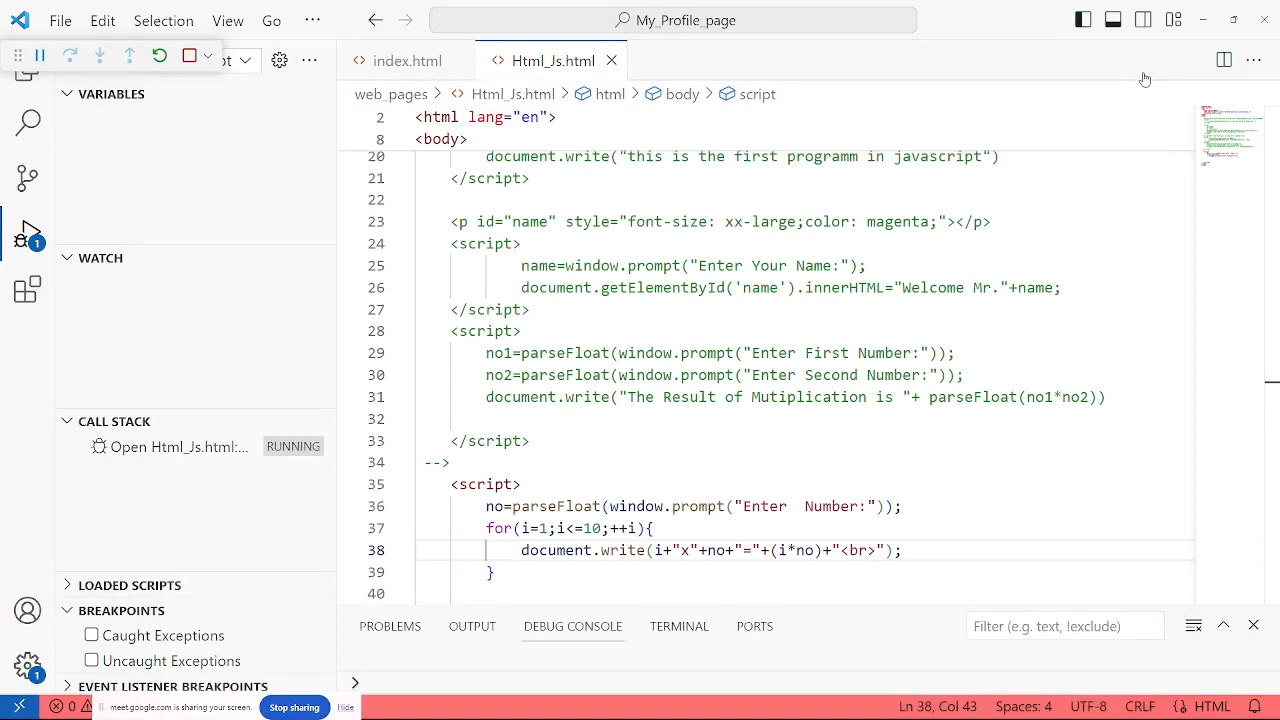 File Edit Selection View Go ···
My_Profile_page
index.html
Html_Js.html
web_pages > Html_Js.html > html > body > script
VARIABLES
WATCH
CALL STACK
Open Html_Js.html:...
RUNNING
LOADED SCRIPTS
BREAKPOINTS
Caught Exceptions
Uncaught Exceptions
EVENT LISTENER BREAKPOINTS
1
1
2 <html lang="en">
8 <body>
20 document.write("this is the first programm in javascript")
21 </script>
22
23 <p id="name" style="font-size: xx-large;color: magenta;"></p>
24 <script>
25 name=window.prompt("Enter Your Name:");
26 document.getElementById('name').innerHTML="Welcome Mr."+name;
27 </script>
28 <script>
29 no1=parseFloat(window.prompt("Enter First Number:"));
30 no2=parseFloat(window.prompt("Enter Second Number:"));
31 document.write("The Result of Mutiplication is "+ parseFloat(no1*no2))
32
33 </script>
34 -->
35 <script>
36 no=parseFloat(window.prompt("Enter  Number:"));
37 for(i=1;i<=10;++i){
38 document.write(i+"x"+no+"="+(i*no)+"<br>");
39 }
40
PROBLEMS OUTPUT DEBUG CONSOLE TERMINAL PORTS
Filter (e.g. text, !exclude)
0
meet.google.com is sharing your screen.
Stop sharing
Hide
Ln 38, Col 43 Spaces: 4 UTF-8 CRLF HTML